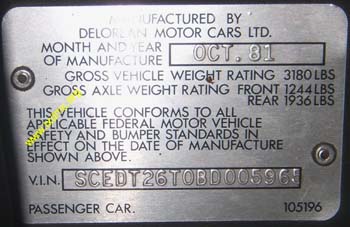 MANUFACTURED BY
DELOREAN MOTOR CARS LTD.
MONTH AND YEAR
OF MANUFACTURE OCT. 81
GROSS VEHICLE WEIGHT RATING 3180 LBS
GROSS AXLE WEIGHT RATING FRONT 1244 LBS
REAR 1936 LBS
THIS VEHICLE CONFORMS TO ALL
APPLICABLE FEDERAL MOTOR VEHICLE
SAFETY AND BUMPER STANDARDS IN
EFFECT ON THE DATE OF MANUFACTURE
SHOWN ABOVE.
V.I.N. SCEDT26T0BD005965
PASSENGER CAR. 105196